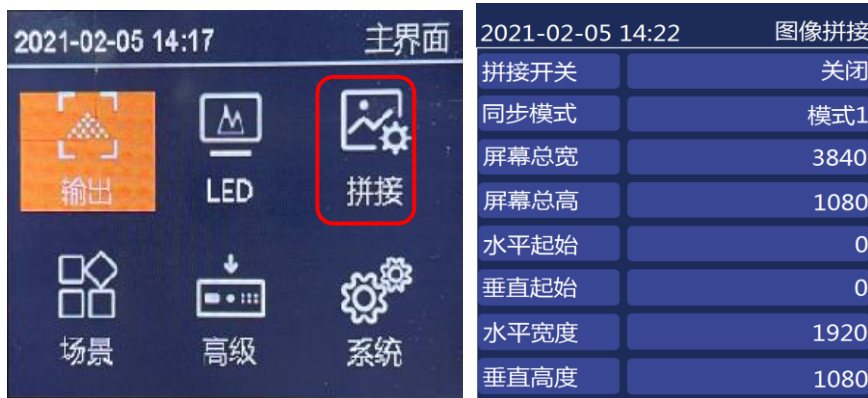 2021-02-05 14:17 主界面
输出 LED 拼接
场景 高级 系统
2021-02-05 14:22 图像拼接
拼接开关 关闭
同步模式 模式1
屏幕总宽 3840
屏幕总高 1080
水平起始 0
垂直起始 0
水平宽度 1920
垂直高度 1080